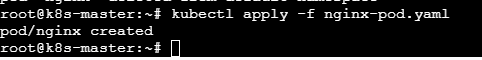 root@k8s-master:~# kubectl apply -f nginx-pod.yaml
pod/nginx created
root@k8s-master:~#